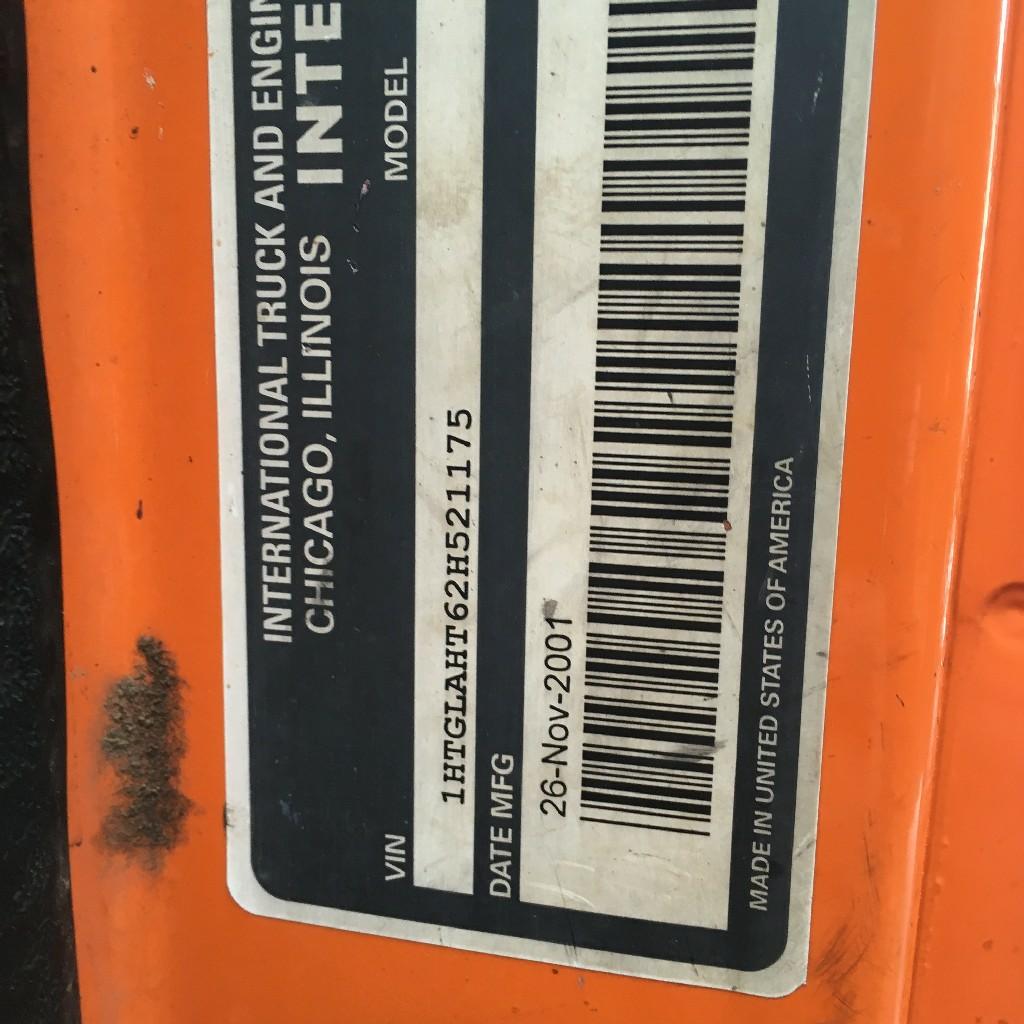 INTERNATIONAL TRUCK AND ENGIN
CHICAGO, ILLINOIS INTE
VIN MODEL
1HTGLAHT62H521175
DATE MFG
26-Nov-2001
MADE IN UNITED STATES OF AMERICA